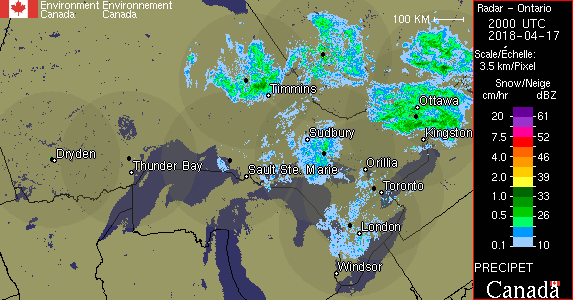 Environment Environnement
Canada Canada
100 KM
Timmins
Ottawa
Kingston
Sudbury
Dryden
Thunder Bay
Sault Ste. Marie
Orillia
Toronto
London
Windsor
Radar - Ontario
2000 UTC
2018-04-17
Scale/Échelle:
3.5 km/Pixel
Snow/Neige
cm/hr dBZ
20 61
7.5 52
4.0 46
2.0 39
1.0 33
0.5 26
0.1 10
PRECIPET
Canada